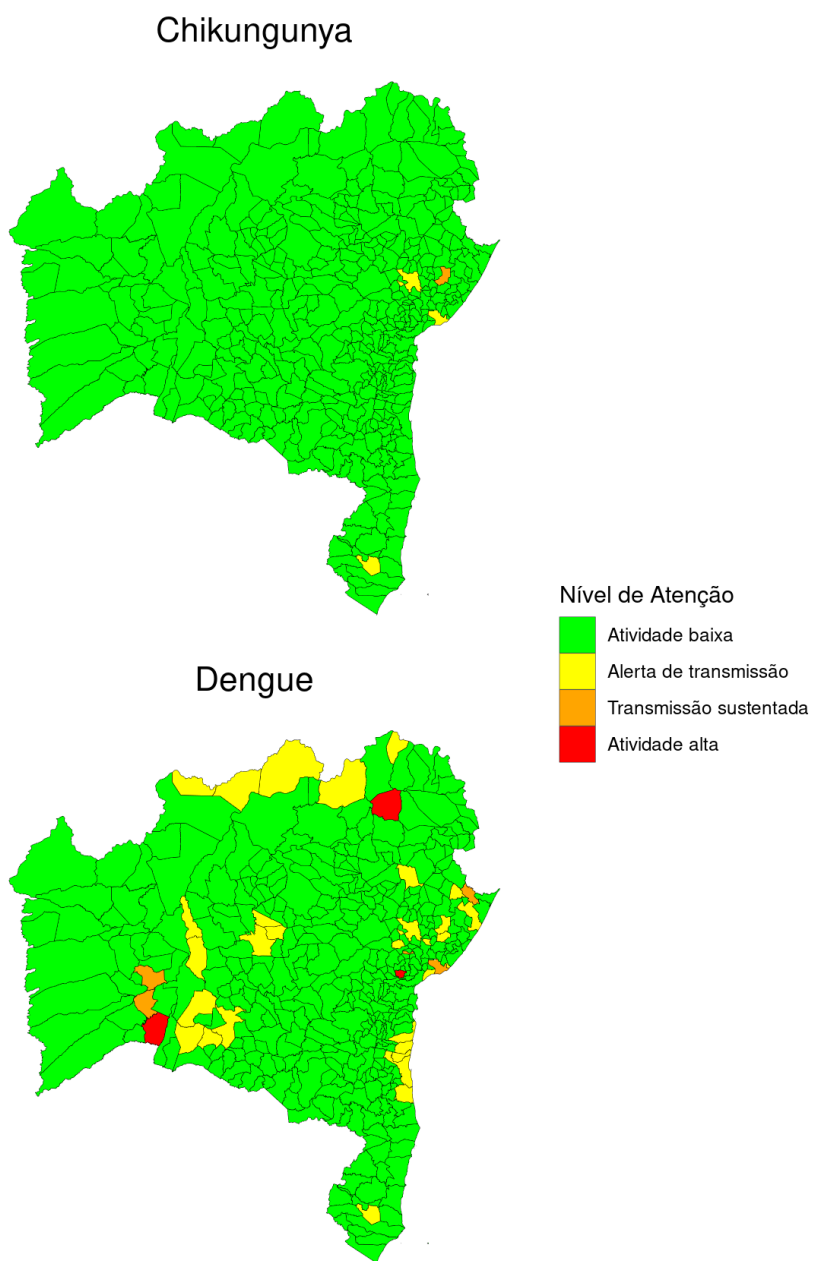 Chikungunya
Nível de Atenção
Atividade baixa
Alerta de transmissão
Transmissão sustentada
Atividade alta
Dengue